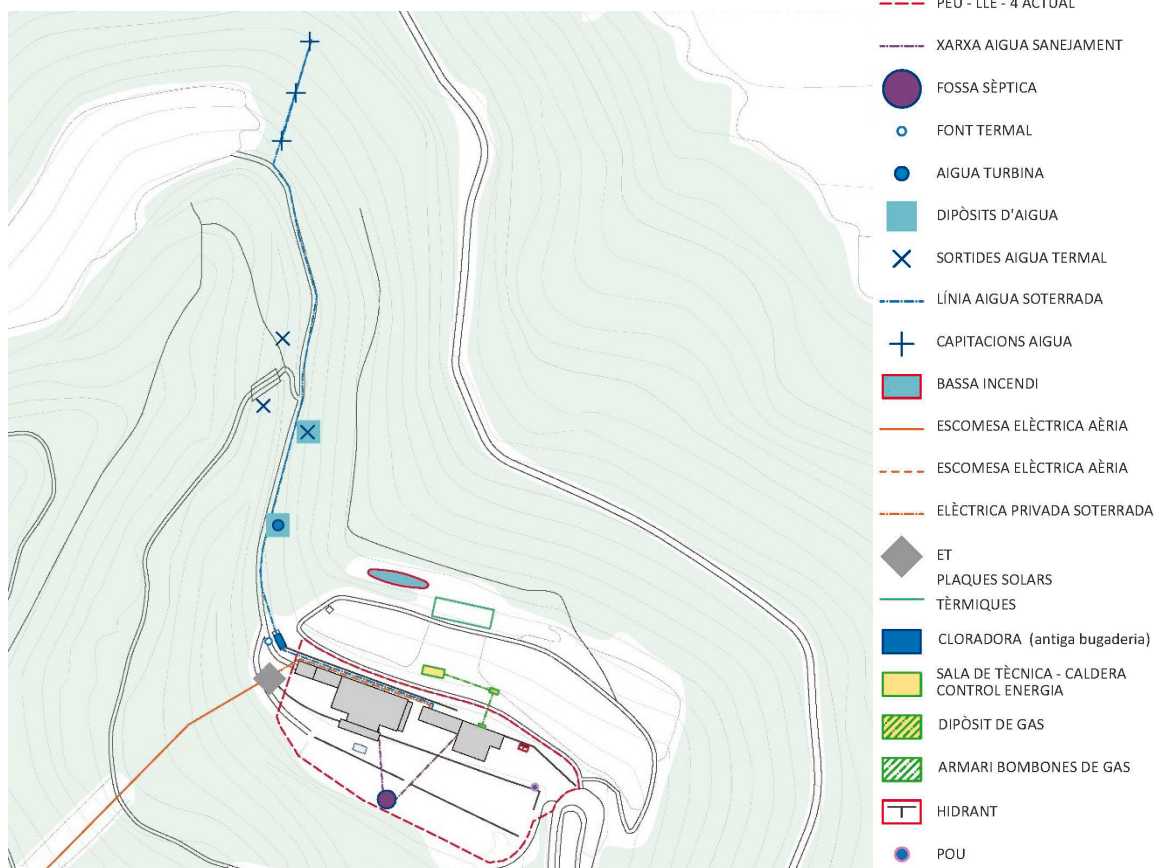 PEU - LLE - 4 ACTUAL
XARXA AIGUA SANEJAMENT
FOSSA SÈPTICA
FONT TERMAL
AIGUA TURBINA
DIPÒSITS D'AIGUA
SORTIDES AIGUA TERMAL
LÍNIA AIGUA SOTERRADA
CAPITACIONS AIGUA
BASSA INCENDI
ESCOMESA ELÈCTRICA AÈRIA
ESCOMESA ELÈCTRICA AÈRIA
ELÈCTRICA PRIVADA SOTERRADA
ET
PLAQUES SOLARS
TÈRMIQUES
CLORADORA (antiga bugaderia)
SALA DE TÈCNICA - CALDERA
CONTROL ENERGIA
DIPÒSIT DE GAS
ARMARI BOMBONES DE GAS
HIDRANT
POU